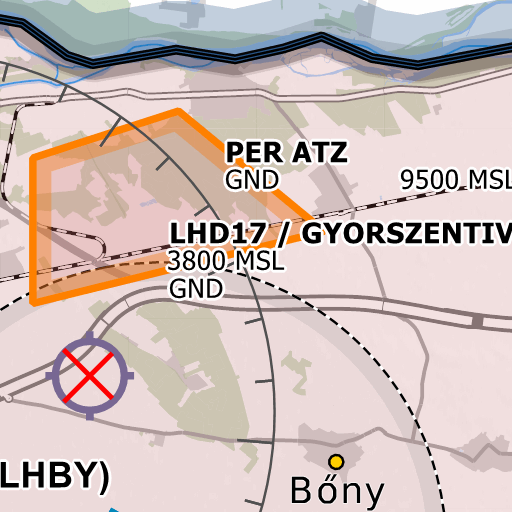 PER ATZ
GND
9500 MSL
LHD17 / GYORSZENTIV
3800 MSL
GND
LHBY)
Bőny